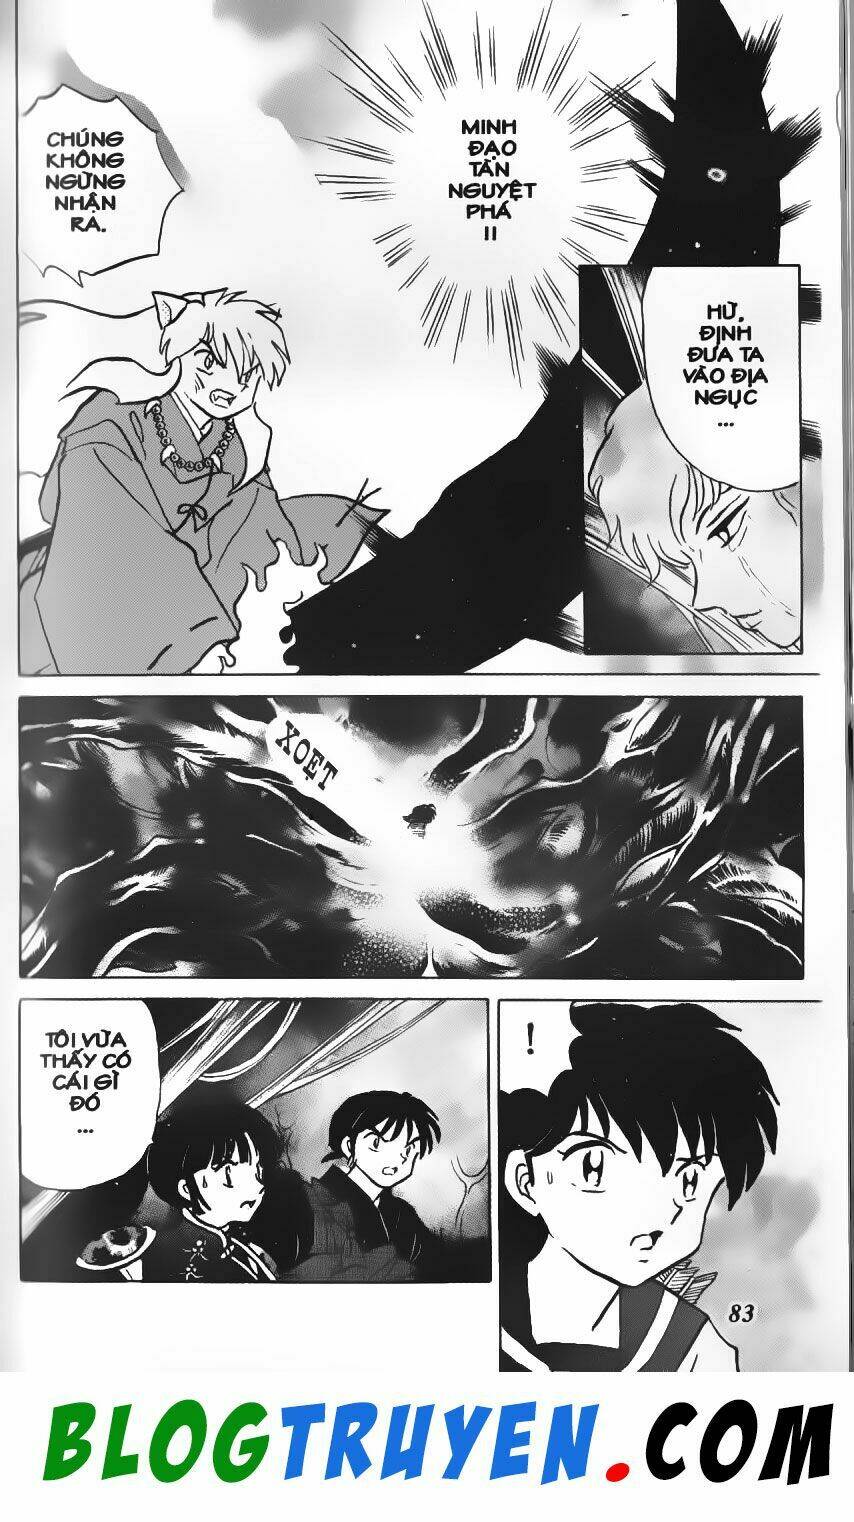 CHÚNG
KHÔNG
NGỪNG
NHẬN
RA.
MINH
ĐẠO
TÀN
NGUYỆT
PHÁ
!!
HỪ,
ĐỊNH
ĐƯA TA
VÀO ĐỊA
NGỤC
...
XOẸT
TÔI VỪA
THẤY CÓ
CÁI GÌ
ĐÓ
...
!
83
BLOGTRUYEN.COM